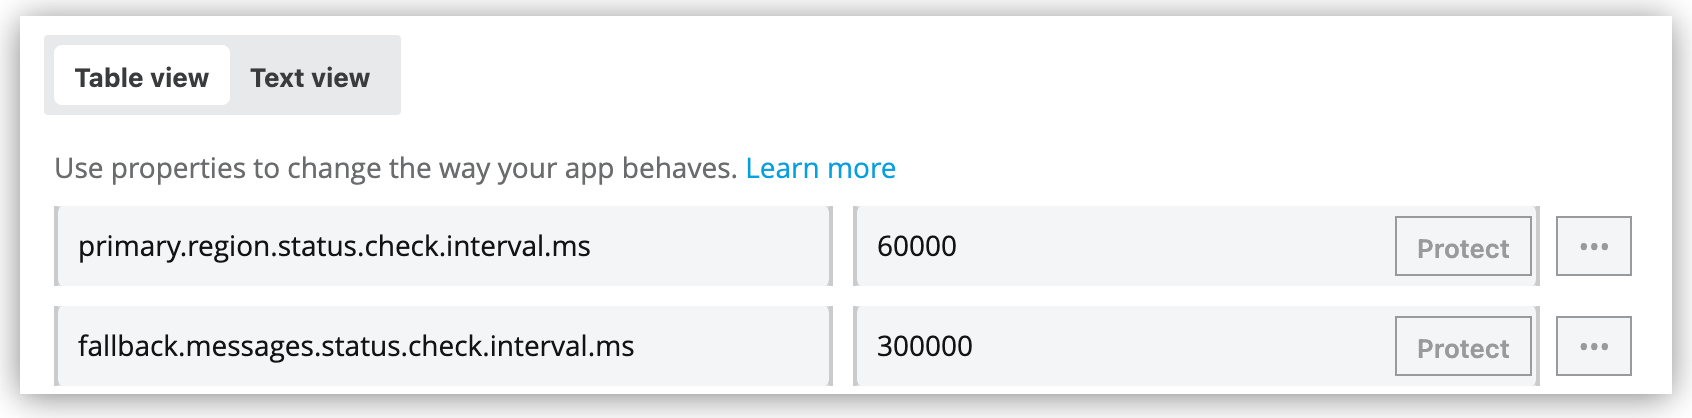 Table view Text view
Use properties to change the way your app behaves. Learn more
primary.region.status.check.interval.ms 60000 Protect ...
fallback.messages.status.check.interval.ms 300000 Protect ...